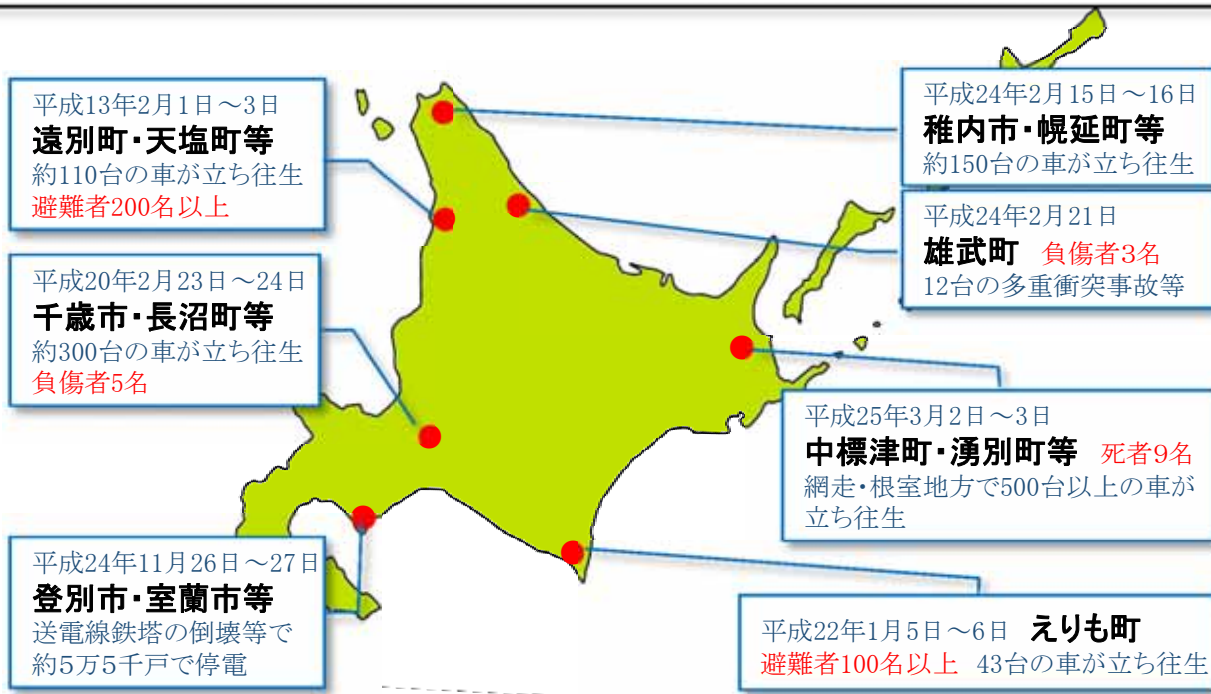 平成13年2月1日～3日
遠別町・天塩町等
約110台の車が立ち往生
避難者200名以上
平成20年2月23日～24日
千歳市・長沼町等
約300台の車が立ち往生
負傷者5名
平成24年11月26日～27日
登別市・室蘭市等
送電線鉄塔の倒壊等で
約5万5千戸で停電
平成24年2月15日～16日
稚内市・幌延町等
約150台の車が立ち往生
平成24年2月21日
雄武町 負傷者3名
12台の多重衝突事故等
平成25年3月2日～3日
中標津町・湧別町等 死者9名
網走・根室地方で500台以上の車が
立ち往生
平成22年1月5日～6日 えりも町
避難者100名以上 43台の車が立ち往生